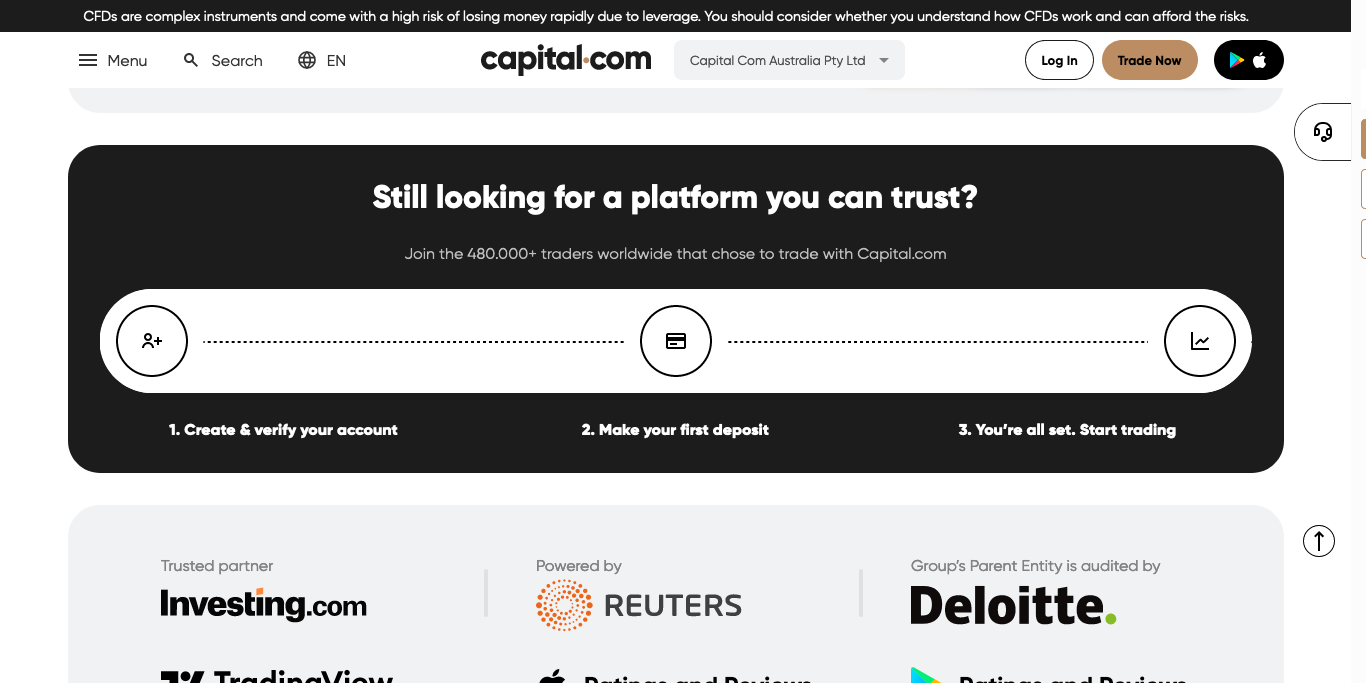 CFDs are complex instruments and come with a high risk of losing money rapidly due to leverage. You should consider whether you understand how CFDs work and can afford the risks.
Menu
Search
EN
capital.com
Capital Com Australia Pty Ltd
Log In
Trade Now
Still looking for a platform you can trust?
Join the 480.000+ traders worldwide that chose to trade with Capital.com
1. Create & verify your account
2. Make your first deposit
3. You're all set. Start trading
Trusted partner
Investing.com
Powered by
REUTERS
Group's Parent Entity is audited by
Deloitte.
TradingView
Ratings and Reviews
Ratings and Reviews